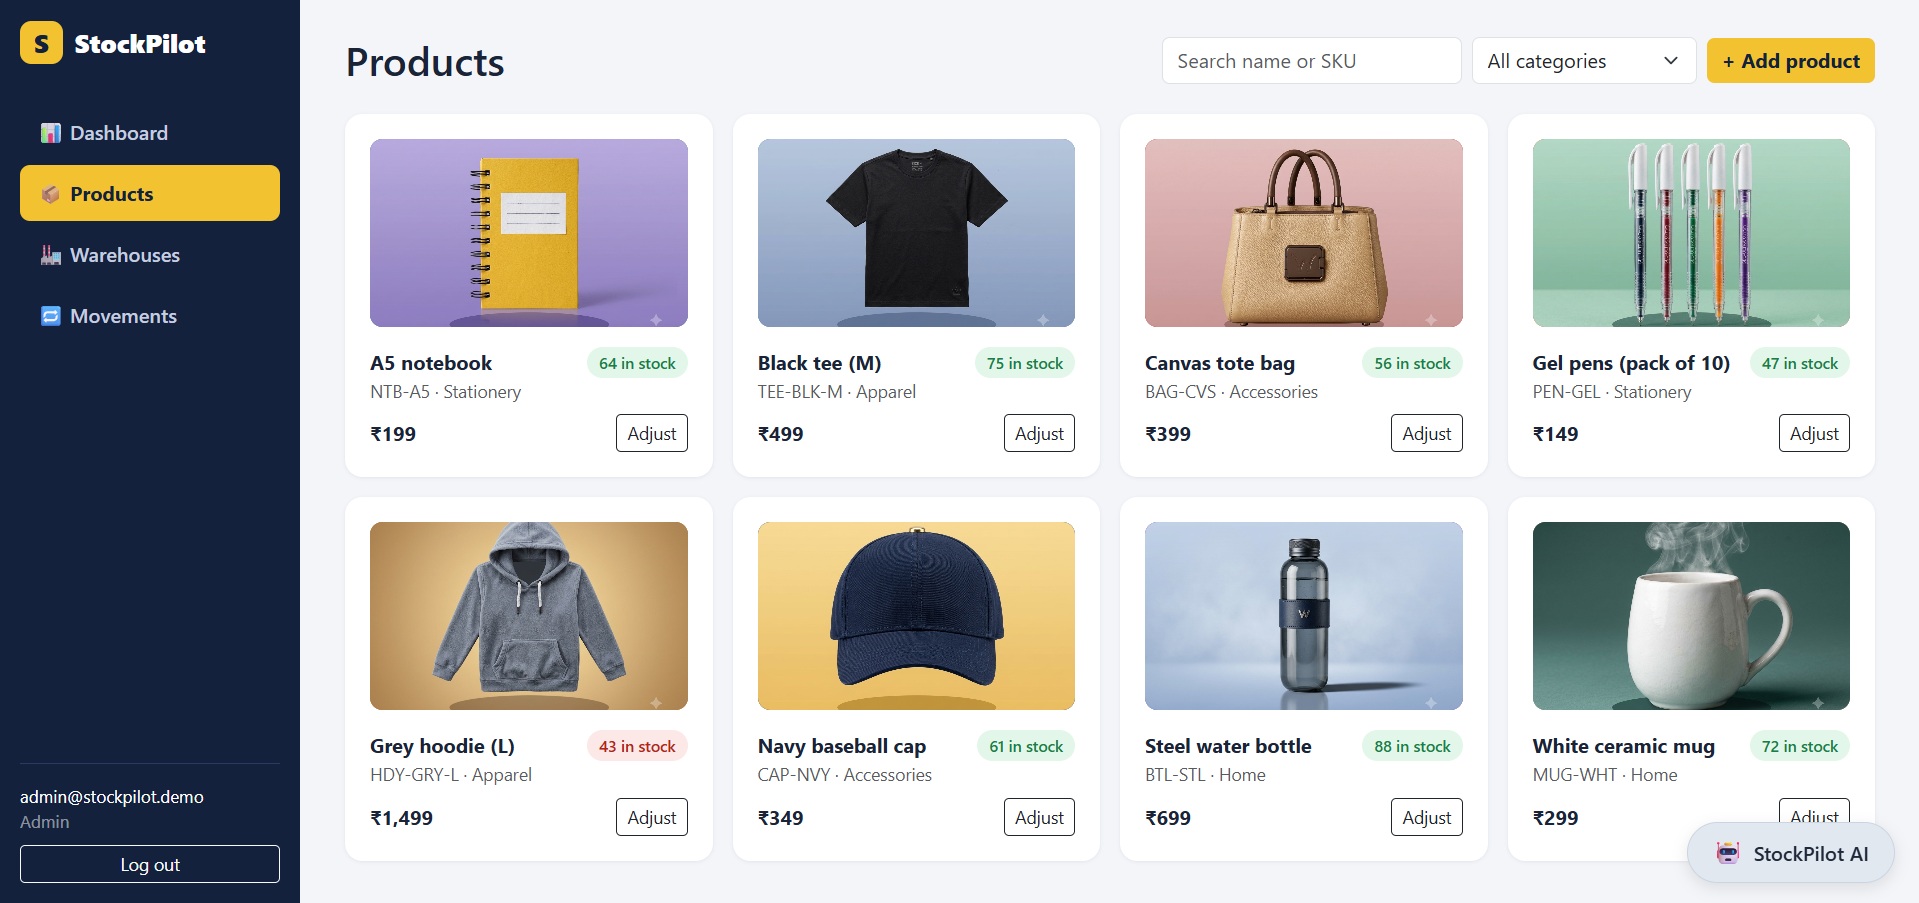 S StockPilot
Dashboard
Products
Warehouses
Movements
admin@stockpilot.demo
Admin
Log out
Products
Search name or SKU
All categories
+ Add product
A5 notebook
64 in stock
NTB-A5 · Stationery
₹199
Adjust
Black tee (M)
75 in stock
TEE-BLK-M · Apparel
₹499
Adjust
Canvas tote bag
56 in stock
BAG-CVS · Accessories
₹399
Adjust
Gel pens (pack of 10)
47 in stock
PEN-GEL · Stationery
₹149
Adjust
Grey hoodie (L)
43 in stock
HDY-GRY-L · Apparel
₹1,499
Adjust
Navy baseball cap
61 in stock
CAP-NVY · Accessories
₹349
Adjust
W
Steel water bottle
88 in stock
BTL-STL · Home
₹699
Adjust
White ceramic mug
72 in stock
MUG-WHT · Home
₹299
Adjust
StockPilot AI